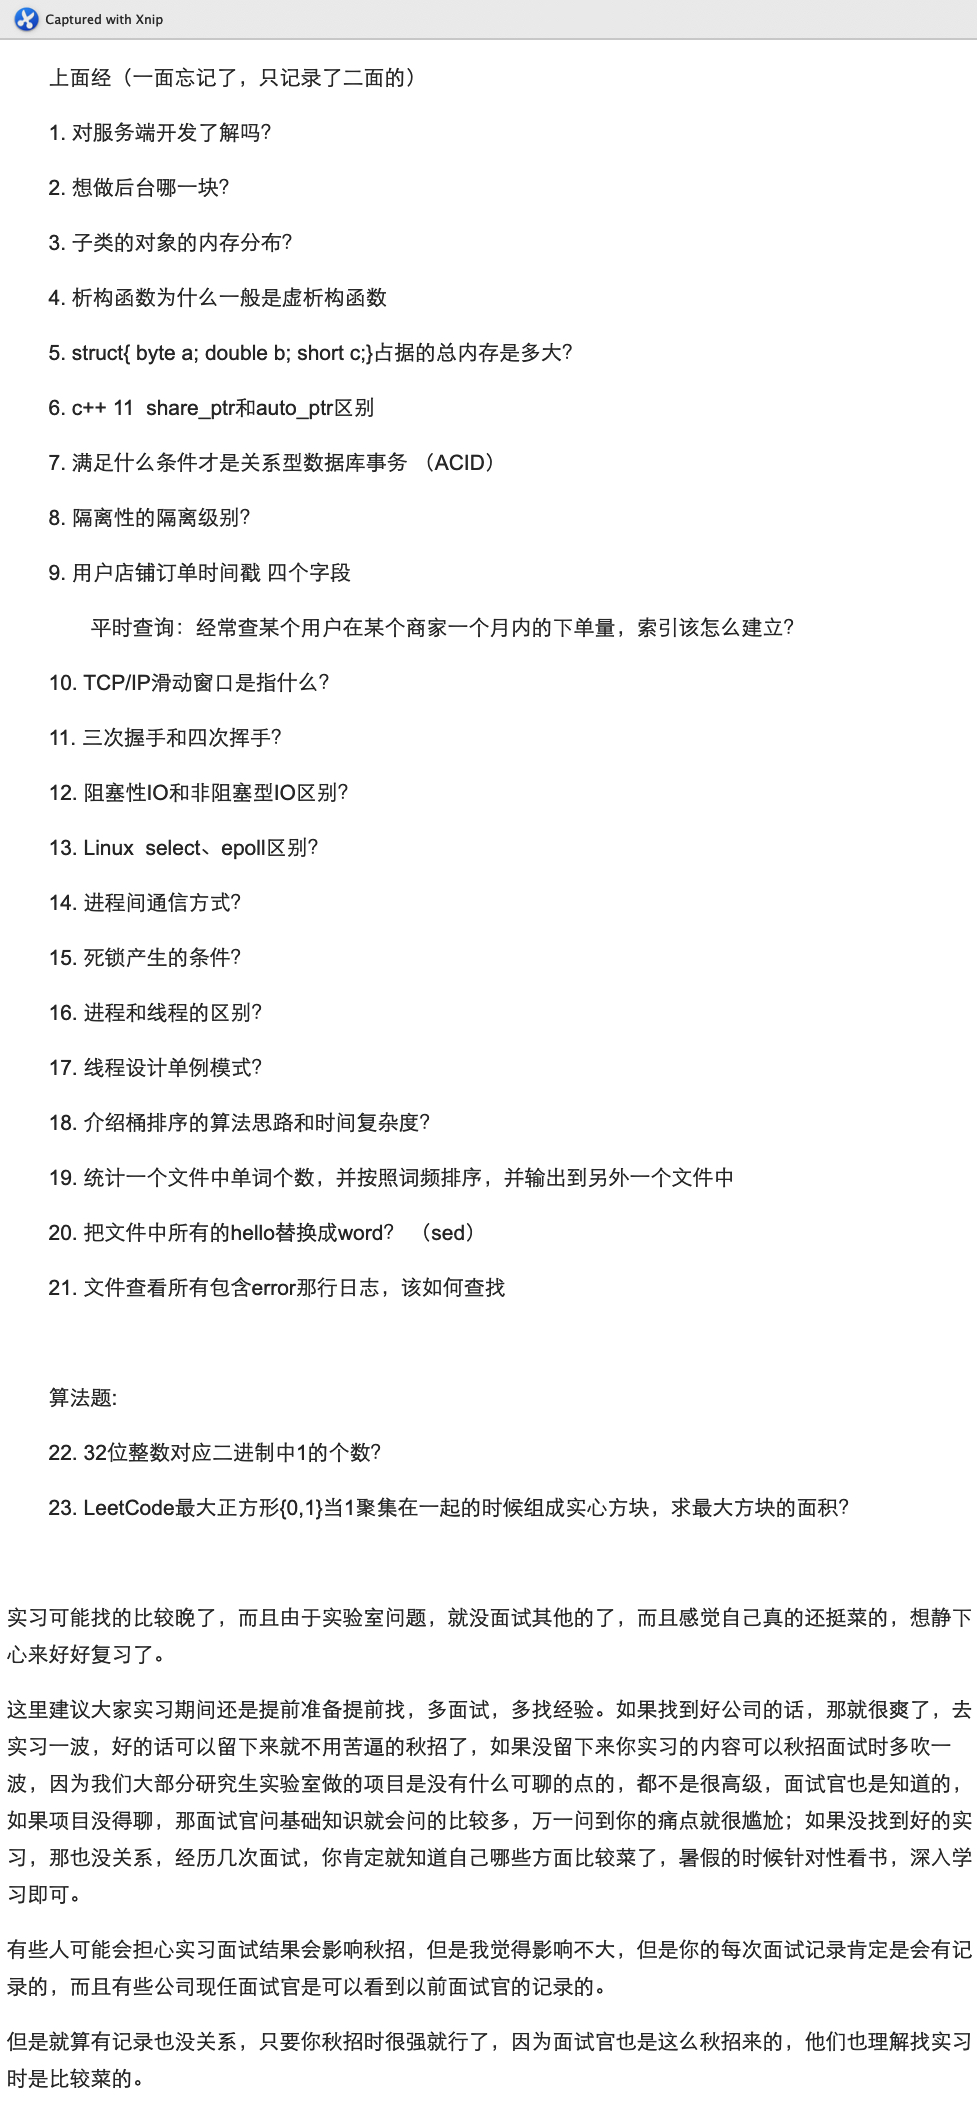 Captured with Xnip
上面经（一面忘记了，只记录了二面的）
1. 对服务端开发了解吗？
2. 想做后台哪一块？
3. 子类的对象的内存分布？
4. 析构函数为什么一般是虚析构函数
5. struct{ byte a; double b; short c;}占据的总内存是多大？
6. c++ 11  share_ptr和auto_ptr区别
7. 满足什么条件才是关系型数据库事务 （ACID）
8. 隔离性的隔离级别？
9. 用户店铺订单时间戳 四个字段
平时查询：经常查某个用户在某个商家一个月内的下单量，索引该怎么建立？
10. TCP/IP滑动窗口是指什么？
11. 三次握手和四次挥手？
12. 阻塞性IO和非阻塞型IO区别？
13. Linux  select、epoll区别？
14. 进程间通信方式？
15. 死锁产生的条件？
16. 进程和线程的区别？
17. 线程设计单例模式？
18. 介绍桶排序的算法思路和时间复杂度？
19. 统计一个文件中单词个数，并按照词频排序，并输出到另外一个文件中
20. 把文件中所有的hello替换成word？ （sed）
21. 文件查看所有包含error那行日志，该如何查找
算法题:
22. 32位整数对应二进制中1的个数？
23. LeetCode最大正方形{0,1}当1聚集在一起的时候组成实心方块，求最大方块的面积？
实习可能找的比较晚了，而且由于实验室问题，就没面试其他的了，而且感觉自己真的还挺菜的，想静下
心来好好复习了。
这里建议大家实习期间还是提前准备提前找，多面试，多找经验。如果找到好公司的话，那就很爽了，去
实习一波，好的话可以留下来就不用苦逼的秋招了，如果没留下来你实习的内容可以秋招面试时多吹一
波，因为我们大部分研究生实验室做的项目是没有什么可聊的点的，都不是很高级，面试官也是知道的，
如果项目没得聊，那面试官问基础知识就会问的比较多，万一问到你的痛点就很尴尬；如果没找到好的实
习，那也没关系，经历几次面试，你肯定就知道自己哪些方面比较菜了，暑假的时候针对性看书，深入学
习即可。
有些人可能会担心实习面试结果会影响秋招，但是我觉得影响不大，但是你的每次面试记录肯定是会有记
录的，而且有些公司现任面试官是可以看到以前面试官的记录的。
但是就算有记录也没关系，只要你秋招时很强就行了，因为面试官也是这么秋招来的，他们也理解找实习
时是比较菜的。